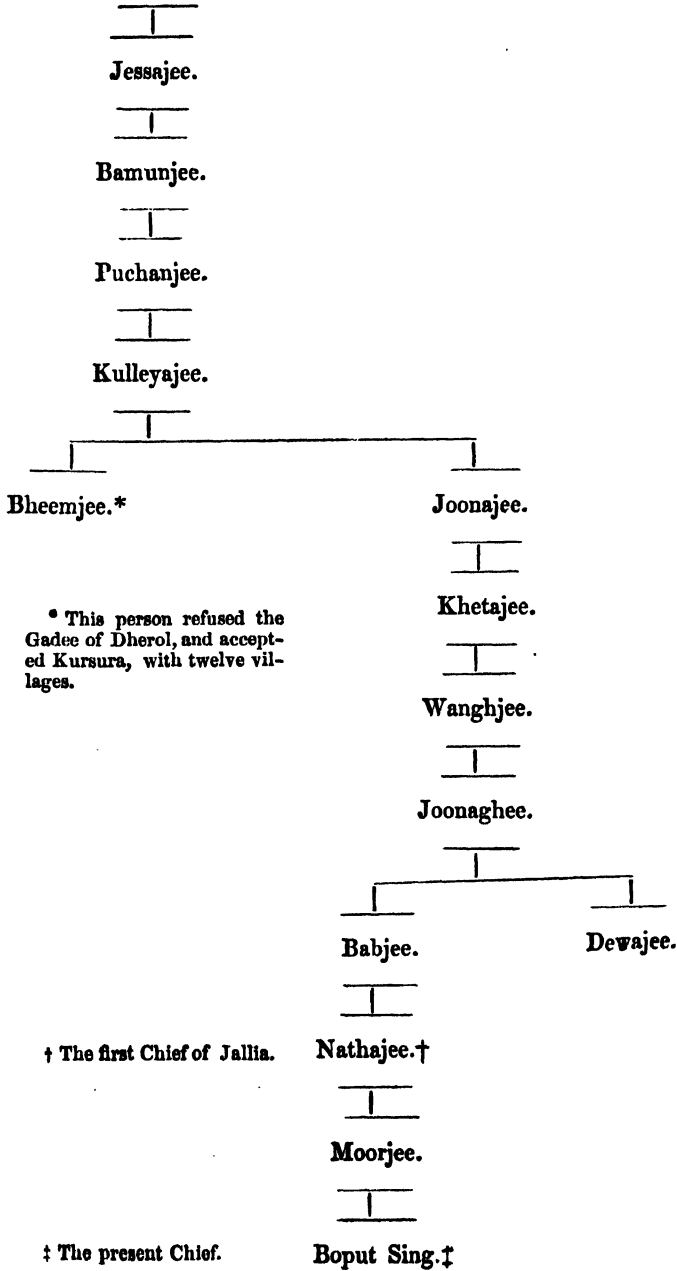 Jessajee.
Bamunjee.
Puchanjee.
Kulleyajee.
Bheemjee.*
Joonajee.
* This person refused the
Gadee of Dherol, and accept-
ed Kursura, with twelve vil-
lages.
Khetajee.
Wanghjee.
Joonaghee.
Babjee.
Dewajee.
† The first Chief of Jallia.
Nathajee.†
Moorjee.
‡ The present Chief.
Boput Sing.‡